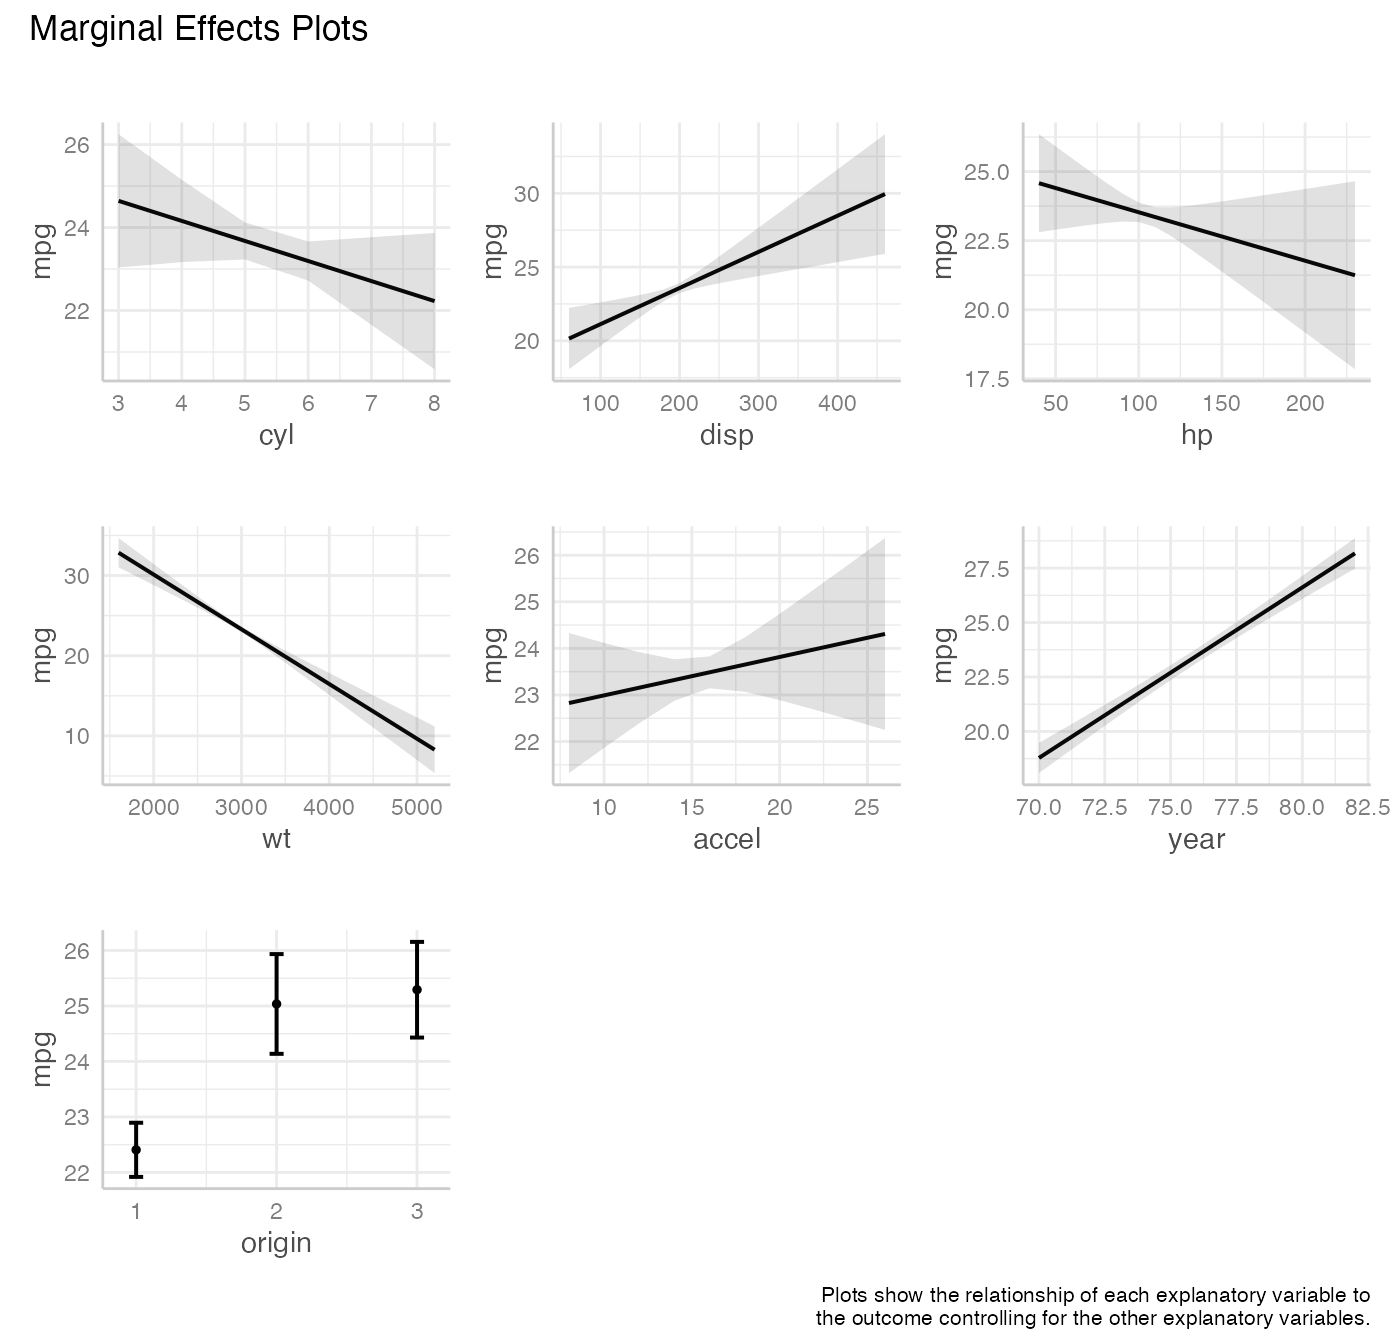 Marginal Effects Plots
26
24
22
mpg
3 4 5 6 7 8
cyl
30
25
20
mpg
100 200 300 400
disp
25.0
22.5
20.0
17.5
mpg
50 100 150 200
hp
30
20
10
mpg
2000 3000 4000 5000
wt
26
25
24
23
22
mpg
10 15 20 25
accel
27.5
25.0
22.5
20.0
mpg
70.0 72.5 75.0 77.5 80.0 82.5
year
26
25
24
23
22
mpg
1 2 3
origin
Plots show the relationship of each explanatory variable to
the outcome controlling for the other explanatory variables.